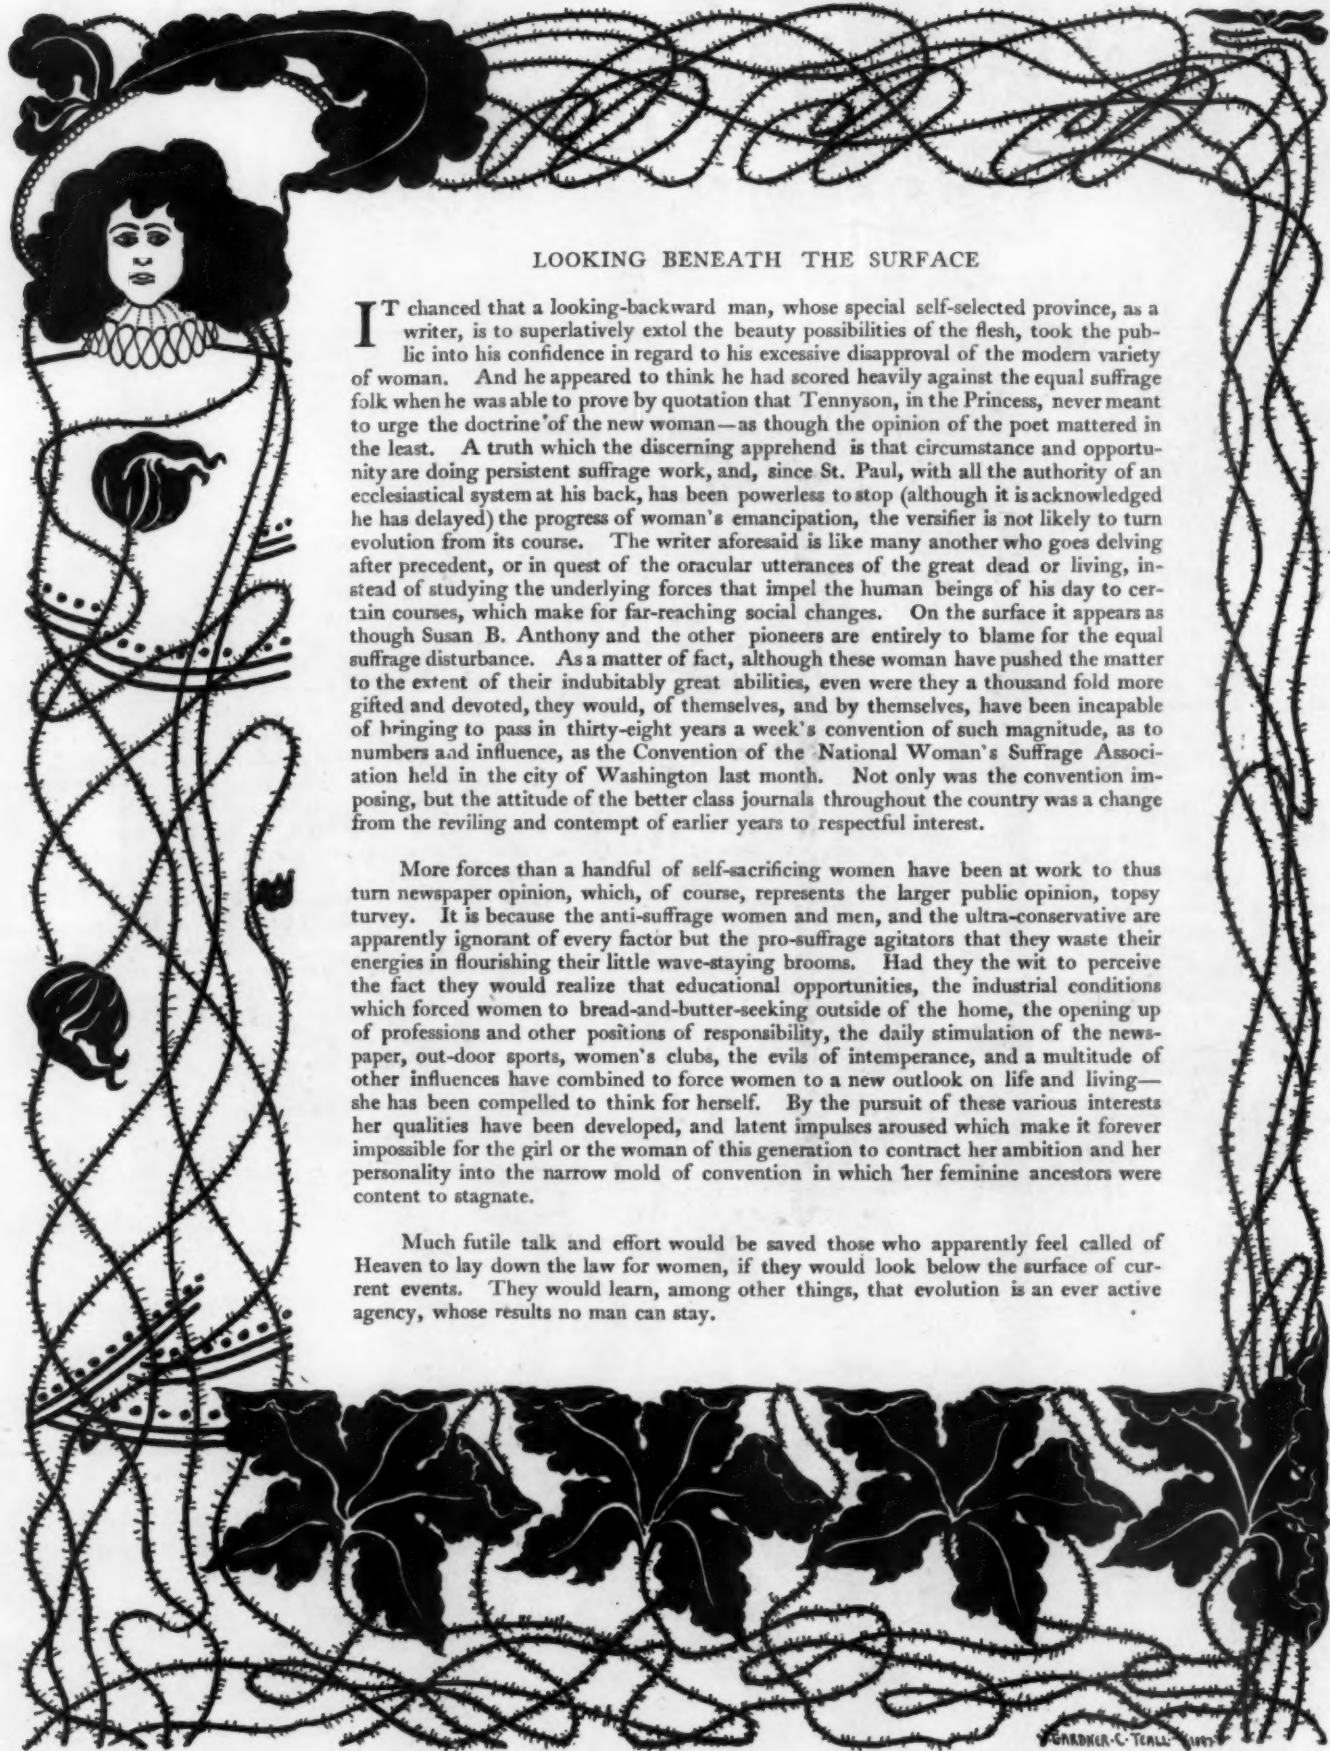 LOOKING BENEATH THE SURFACE
IT chanced that a looking-backward man, whose special self-selected province, as a
writer, is to superlatively extol the beauty possibilities of the flesh, took the pub-
lic into his confidence in regard to his excessive disapproval of the modern variety
of woman. And he appeared to think he had scored heavily against the equal suffrage
folk when he was able to prove by quotation that Tennyson, in the Princess, never meant
to urge the doctrine of the new woman—as though the opinion of the poet mattered in
the least. A truth which the discerning apprehend is that circumstance and opportu-
nity are doing persistent suffrage work, and, since St. Paul, with all the authority of an
ecclesiastical system at his back, has been powerless to stop (although it is acknowledged
he has delayed) the progress of woman's emancipation, the versifier is not likely to turn
evolution from its course. The writer aforesaid is like many another who goes delving
after precedent, or in quest of the oracular utterances of the great dead or living, in-
stead of studying the underlying forces that impel the human beings of his day to cer-
tain courses, which make for far-reaching social changes. On the surface it appears as
though Susan B. Anthony and the other pioneers are entirely to blame for the equal
suffrage disturbance. As a matter of fact, although these woman have pushed the matter
to the extent of their indubitably great abilities, even were they a thousand fold more
gifted and devoted, they would, of themselves, and by themselves, have been incapable
of bringing to pass in thirty-eight years a week's convention of such magnitude, as to
numbers and influence, as the Convention of the National Woman's Suffrage Associ-
ation held in the city of Washington last month. Not only was the convention im-
posing, but the attitude of the better class journals throughout the country was a change
from the reviling and contempt of earlier years to respectful interest.
More forces than a handful of self-sacrificing women have been at work to thus
turn newspaper opinion, which, of course, represents the larger public opinion, topsy
turvey. It is because the anti-suffrage women and men, and the ultra-conservative are
apparently ignorant of every factor but the pro-suffrage agitators that they waste their
energies in flourishing their little wave-staying brooms. Had they the wit to perceive
the fact they would realize that educational opportunities, the industrial conditions
which forced women to bread-and-butter-seeking outside of the home, the opening up
of professions and other positions of responsibility, the daily stimulation of the news-
paper, out-door sports, women's clubs, the evils of intemperance, and a multitude of
other influences have combined to force women to a new outlook on life and living—
she has been compelled to think for herself. By the pursuit of these various interests
her qualities have been developed, and latent impulses aroused which make it forever
impossible for the girl or the woman of this generation to contract her ambition and her
personality into the narrow mold of convention in which her feminine ancestors were
content to stagnate.
Much futile talk and effort would be saved those who apparently feel called of
Heaven to lay down the law for women, if they would look below the surface of cur-
rent events. They would learn, among other things, that evolution is an ever active
agency, whose results no man can stay.
GARDNER·C·TEALL·1897